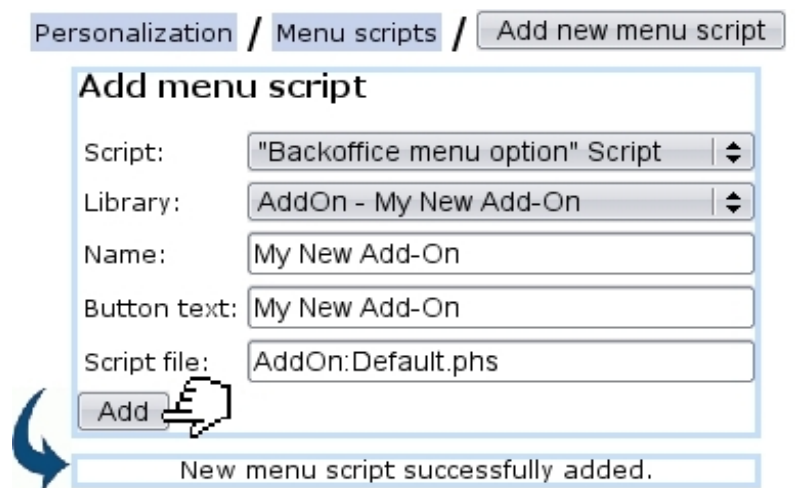 Personalization / Menu scripts / Add new menu script
Add menu script
Script: "Backoffice menu option" Script
Library: AddOn - My New Add-On
Name: My New Add-On
Button text: My New Add-On
Script file: AddOn:Default.phs
Add
New menu script successfully added.